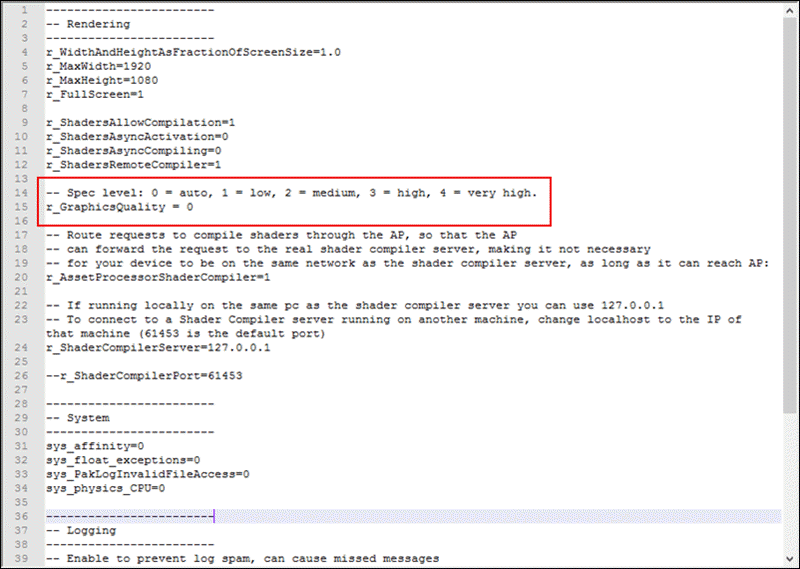 1 ------------------------
2 -- Rendering
3 ------------------------
4 r_WidthAndHeightAsFractionOfScreenSize=1.0
5 r_MaxWidth=1920
6 r_MaxHeight=1080
7 r_FullScreen=1
8
9 r_ShadersAllowCompilation=1
10 r_ShadersAsyncActivation=0
11 r_ShadersAsyncCompiling=0
12 r_ShadersRemoteCompiler=1
13
14 -- Spec level: 0 = auto, 1 = low, 2 = medium, 3 = high, 4 = very high.
15 r_GraphicsQuality = 0
16
17 -- Route requests to compile shaders through the AP, so that the AP
18 -- can forward the request to the real shader compiler server, making it not necessary
19 -- for your device to be on the same network as the shader compiler server, as long as it can reach AP:
20 r_AssetProcessorShaderCompiler=1
21
22 -- If running locally on the same pc as the shader compiler server you can use 127.0.0.1
23 -- To connect to a Shader Compiler server running on another machine, change localhost to the IP of
that machine (61453 is the default port)
24 r_ShaderCompilerServer=127.0.0.1
25
26 --r_ShaderCompilerPort=61453
27
28 ------------------------
29 -- System
30 ------------------------
31 sys_affinity=0
32 sys_float_exceptions=0
33 sys_PakLogInvalidFileAccess=0
34 sys_physics_CPU=0
35
36 ------------------------
37 -- Logging
38 ------------------------
39 -- Enable to prevent log spam, can cause missed messages